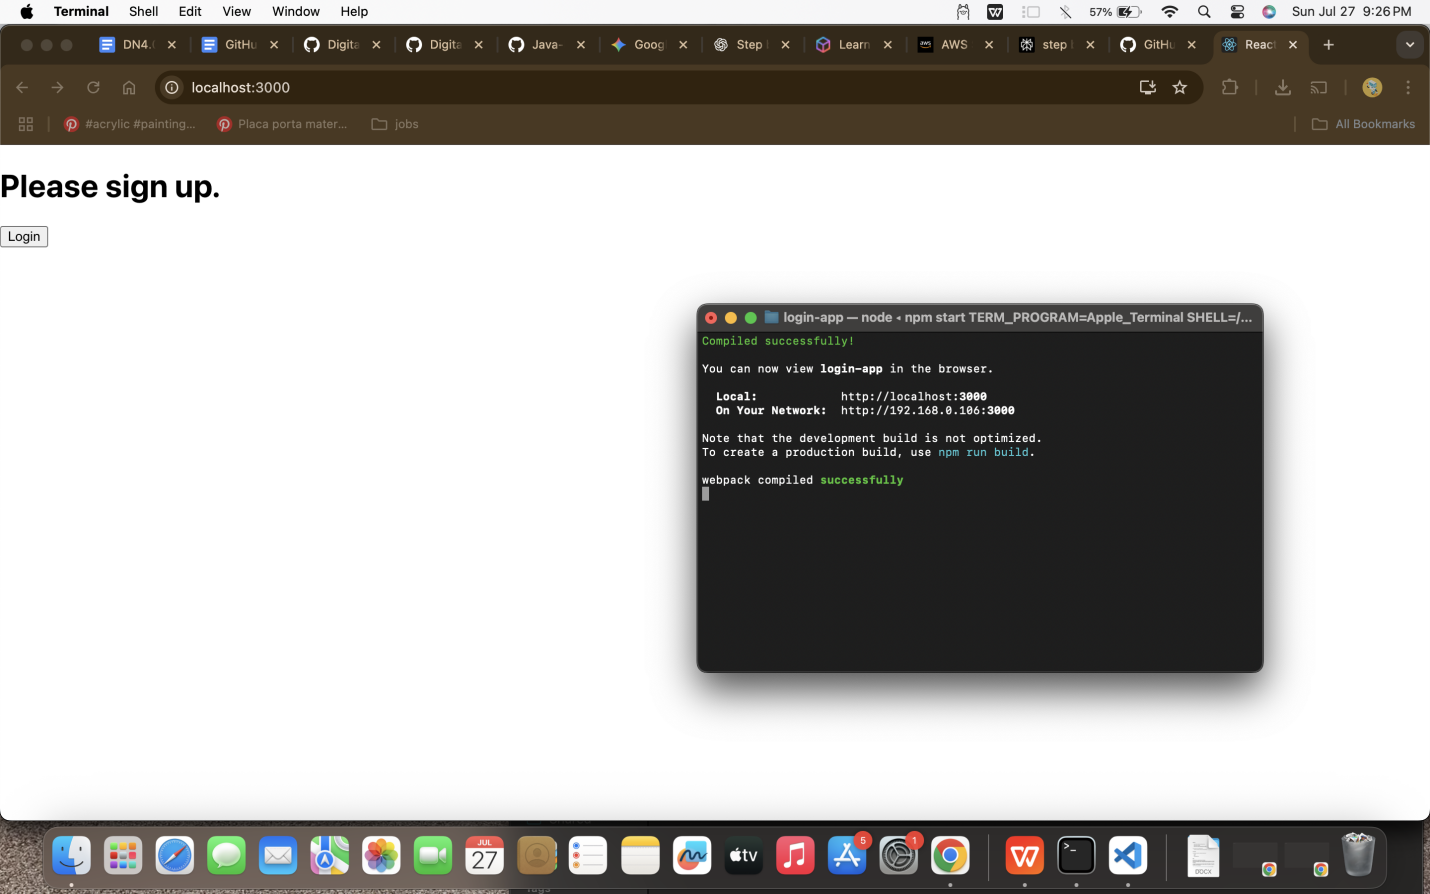 Terminal Shell Edit View Window Help 57% Sun Jul 27 9:26 PM
DN4.( GitHu Digita Digita Java- Goog Step Learn aws AWS step GitHu React
localhost:3000
#acrylic #painting... Placa porta mater... jobs All Bookmarks
Please sign up.
Login
login-app — node ◂ npm start TERM_PROGRAM=Apple_Terminal SHELL=/...
Compiled successfully!
You can now view login-app in the browser.
Local: http://localhost:3000
On Your Network: http://192.168.0.106:3000
Note that the development build is not optimized.
To create a production build, use npm run build.
webpack compiled successfully
JUL
27
tv
5
1
>_
DOCX
Tags